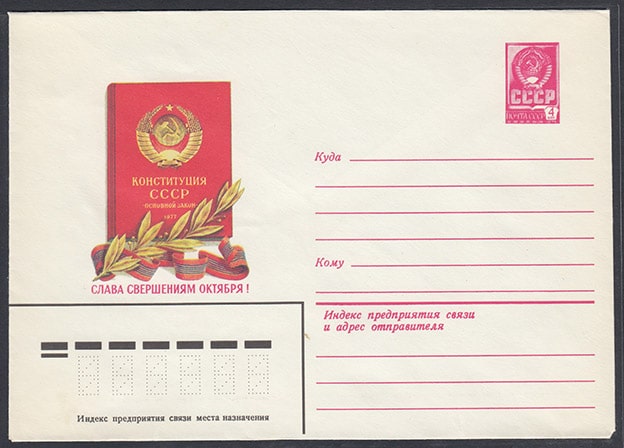 КОНСТИТУЦИЯ
СССР
·ОСНОВНОЙ ЗАКОН·
1977
СЛАВА СВЕРШЕНИЯМ ОКТЯБРЯ!
СССР
ПОЧТА СССР 4
Куда
Кому
Индекс предприятия связи
и адрес отправителя
Индекс предприятия связи места назначения